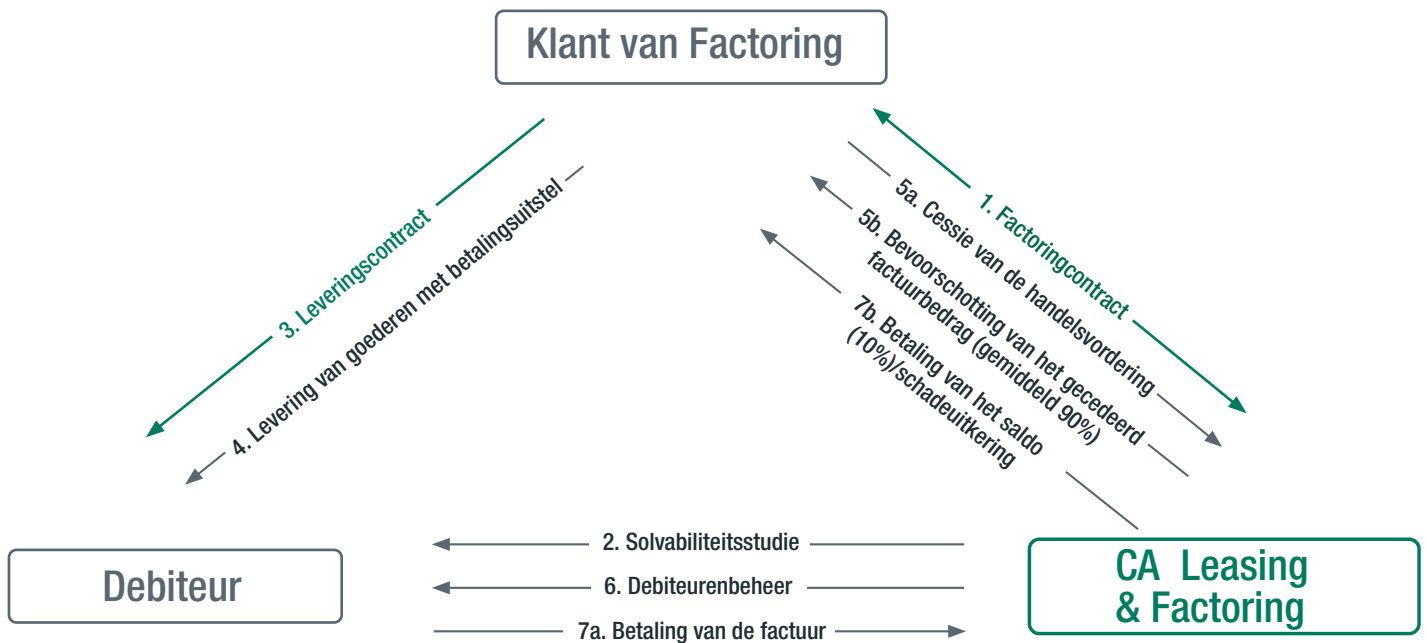 Klant van Factoring
3. Leveringscontract
4. Levering van goederen met betalingsuitstel
1. Factoringcontract
5a. Cessie van de handelsvordering
5b. Bevoorschotting van het gecedeerd
factuurbedrag (gemiddeld 90%)
7b. Betaling van het saldo
(10%)/schadeuitkering
2. Solvabiliteitsstudie
6. Debiteurenbeheer
7a. Betaling van de factuur
Debiteur
CA Leasing
& Factoring